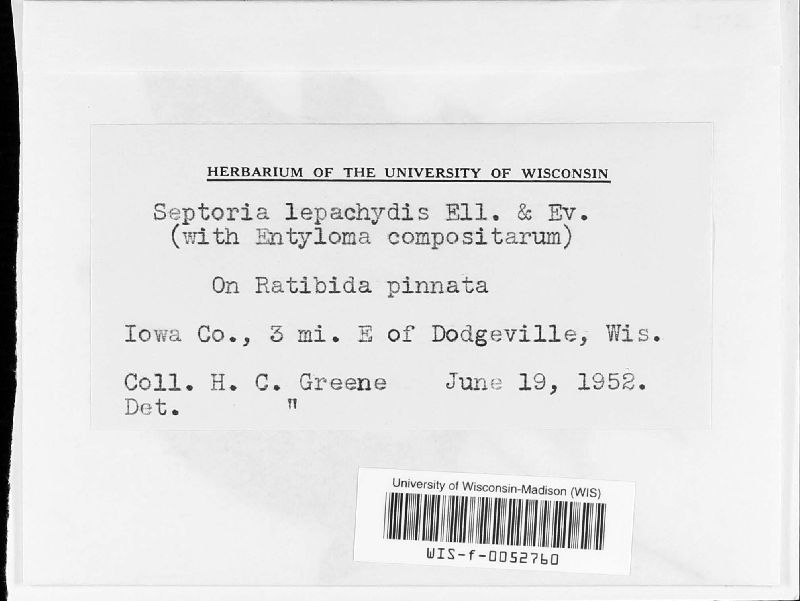 HERBARIUM OF THE UNIVERSITY OF WISCONSIN
Septoria lepachydis Ell. & Ev.
(with Entyloma compositarum)
On Ratibida pinnata
Iowa Co., 3 mi. E of Dodgeville, Wis.
Coll. H. C. Greene June 19, 1952.
Det. "
University of Wisconsin-Madison (WIS)
WIS-f-0052760